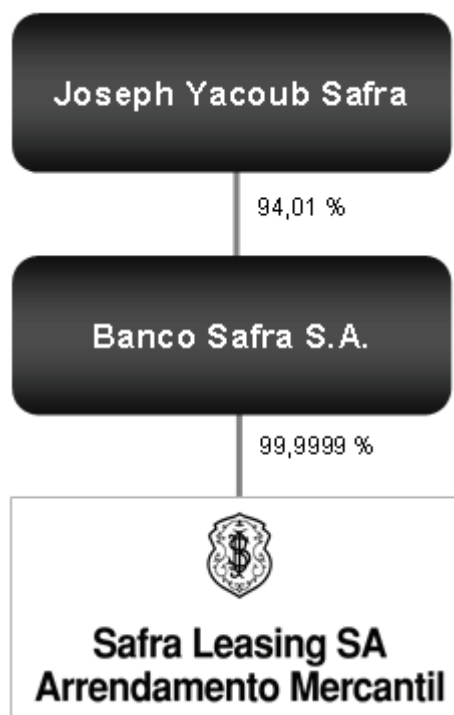 Joseph Yacoub Safra
94,01 %
Banco Safra S.A.
99,9999 %
Safra Leasing SA
Arrendamento Mercantil